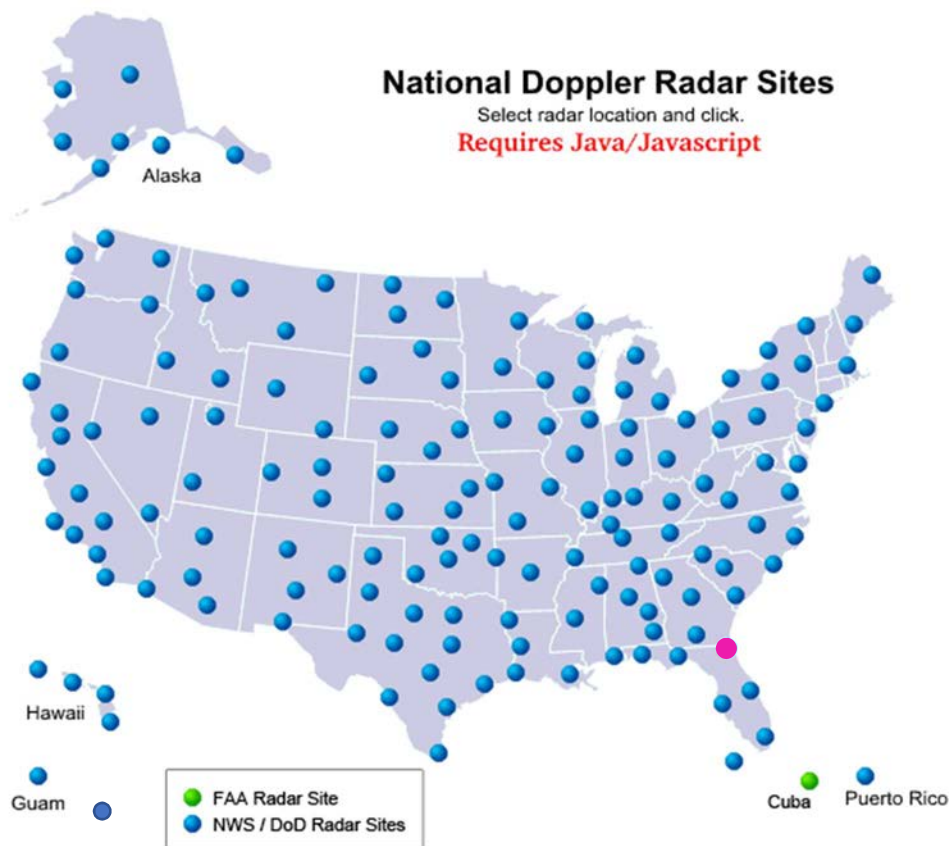 National Doppler Radar Sites
Select radar location and click.
Requires Java/Javascript
Alaska
Hawaii
Guam
FAA Radar Site
NWS / DoD Radar Sites
Cuba
Puerto Rico